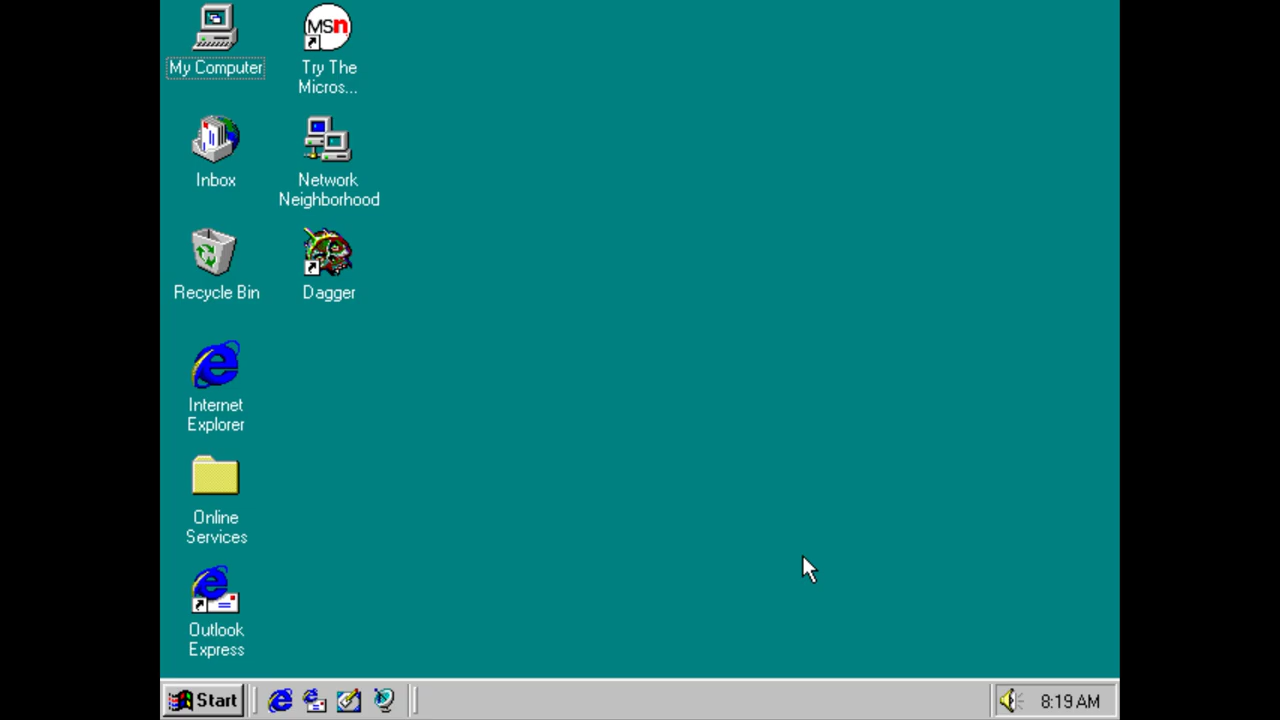 My Computer
MSn
Try The
Micros...
Inbox
Network
Neighborhood
Recycle Bin
Dagger
Internet
Explorer
Online
Services
Outlook
Express
Start
8:19 AM